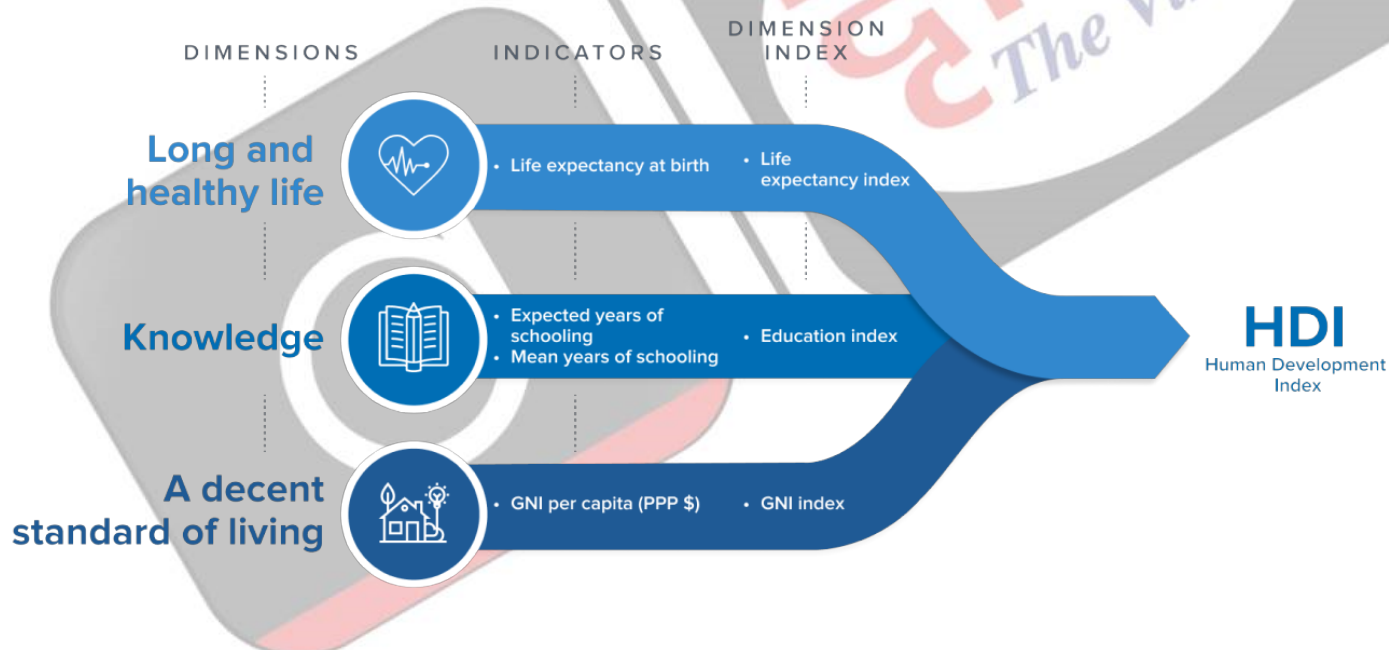 DIMENSIONS
INDICATORS
DIMENSION
INDEX
Long and
healthy life
• Life expectancy at birth
• Life
expectancy index
Knowledge
• Expected years of
schooling
• Mean years of schooling
• Education index
A decent
standard of living
• GNI per capita (PPP $)
• GNI index
HDI
Human Development
Index
The